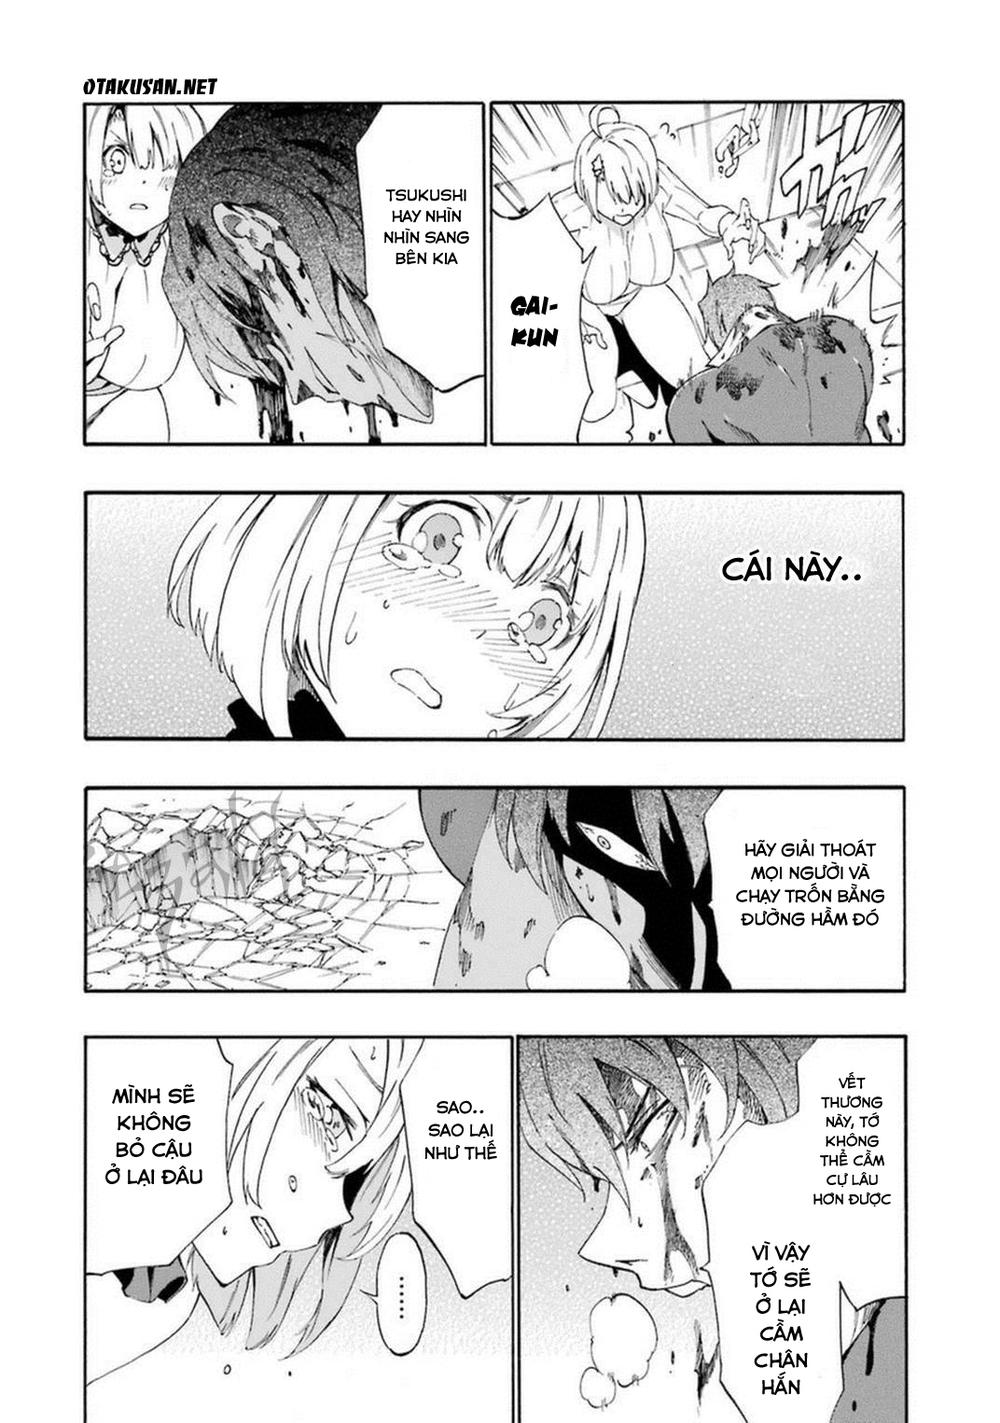 OTAKUSAN.NET
GAI-
KUN
TSUKUSHI
HAY NHÌN
NHÌN SANG
BÊN KIA
CÁI NÀY..
HÃY GIẢI THOÁT
MỌI NGƯỜI VÀ
CHẠY TRỐN BẰNG
ĐƯỜNG HẦM ĐÓ
VẾT
THƯƠNG
NÀY, TỚ
KHÔNG
THỂ CẦM
CỰ LÂU
HƠN ĐƯỢC
VÌ VẬY
TỚ SẼ
Ở LẠI
CẦM
CHÂN
HẮN
SAO..
SAO LẠI
NHƯ THẾ
MÌNH SẼ
KHÔNG
BỎ CẬU
Ở LẠI ĐÂU
……